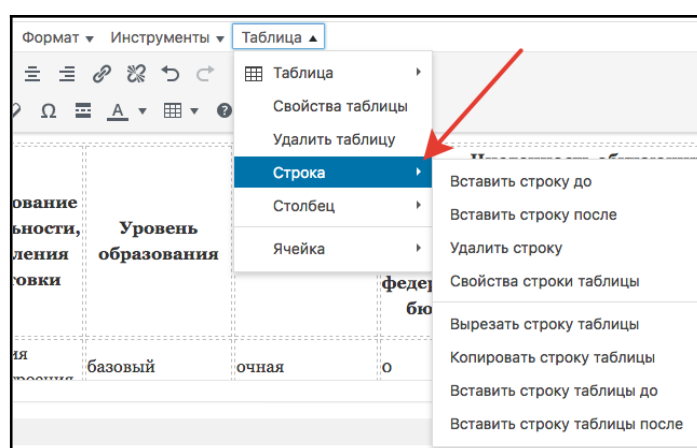 Формат Инструменты Таблица
Таблица
Свойства таблицы
Удалить таблицу
Строка
Столбец
Ячейка
Вставить строку до
Вставить строку после
Удалить строку
Свойства строки таблицы
Вырезать строку таблицы
Копировать строку таблицы
Вставить строку таблицы до
Вставить строку таблицы после
Уровень
образования
базовый
очная